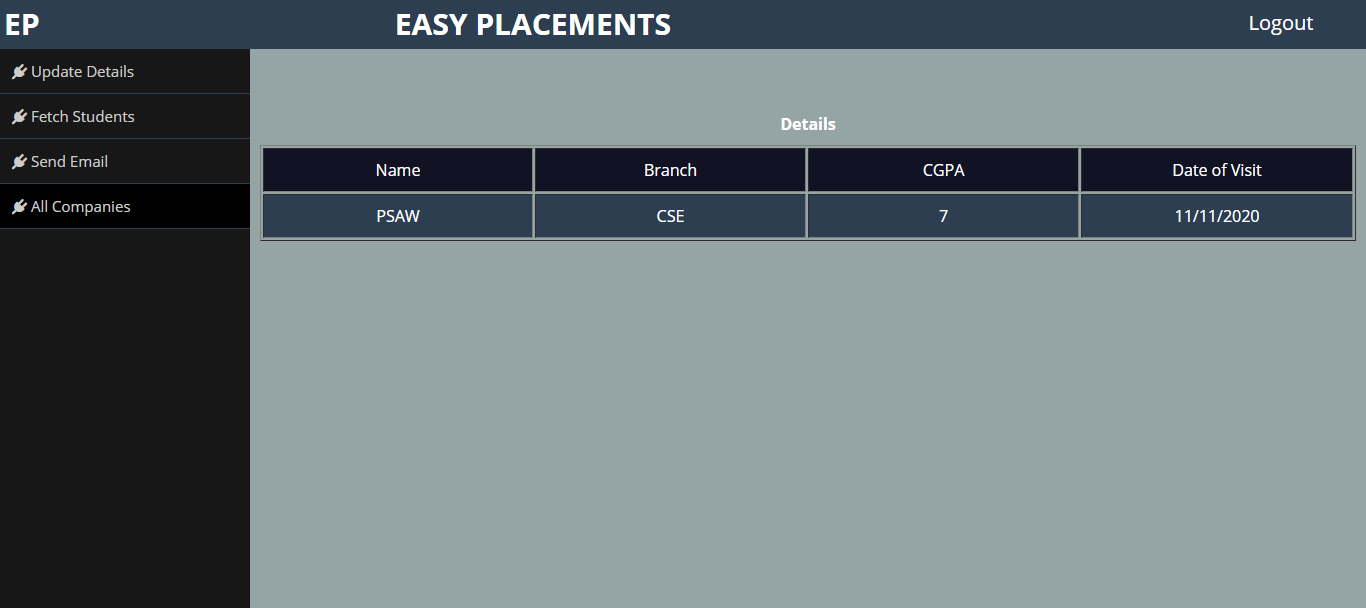 EP EASY PLACEMENTS Logout
Update Details
Fetch Students
Send Email
All Companies
Details
Name Branch CGPA Date of Visit
PSAW CSE 7 11/11/2020